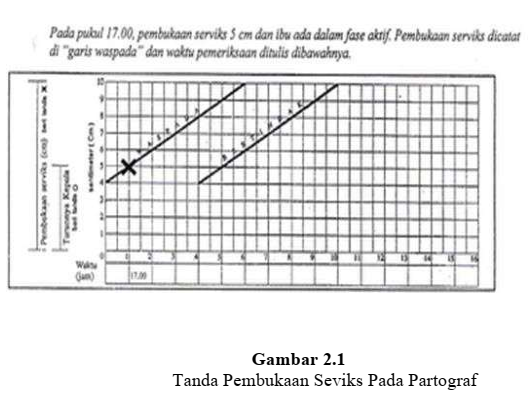 Pada pukul 17.00, pembukaan serviks 5 cm dan ibu ada dalam fase aktif. Pembukaan serviks dicatat
di "garis waspada" dan waktu pemeriksaan ditulis dibawahnya.
Pembukaan serviks (cm) beri tanda X
Turunnya Kepala
beri tanda O
sentimeter ( Cm )
10
9
8
7
6
5
4
3
2
1
0
WASPADA
BERTINDAK
1 2 3 4 5 6 7 8 9 10 11 12 13 14 15 16
Waktu
(jam)
17.00
Gambar 2.1
Tanda Pembukaan Seviks Pada Partograf